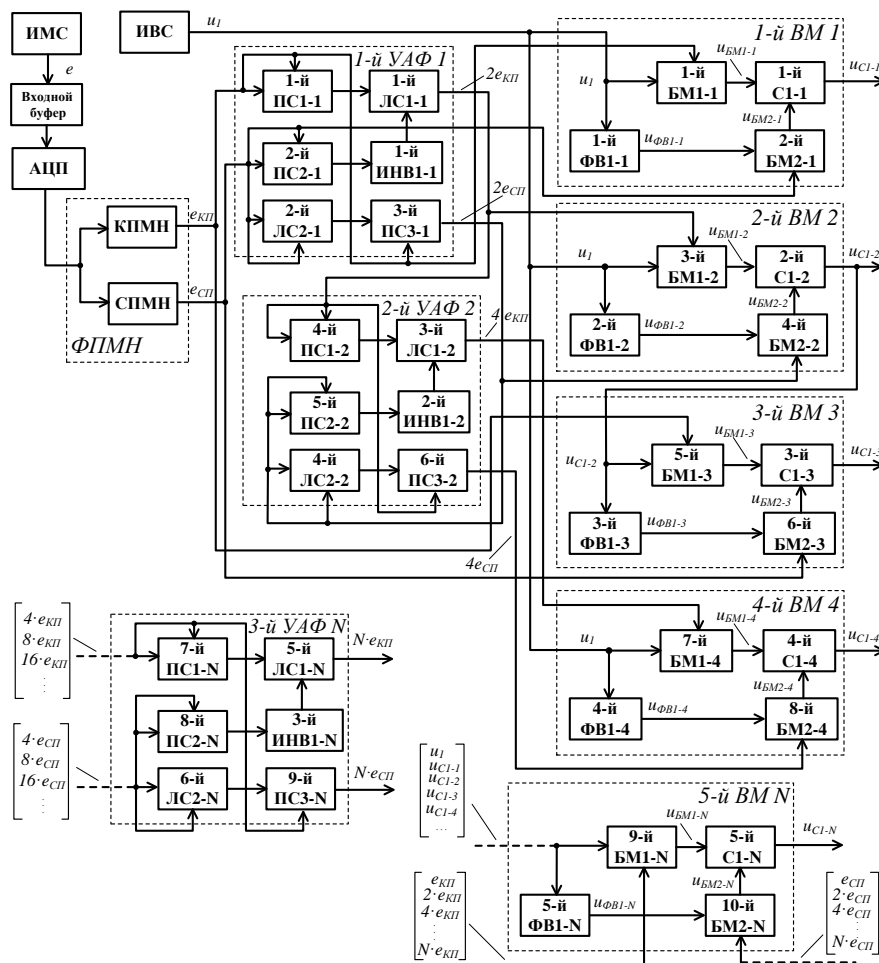 ИМС
e
Входной
буфер
АЦП
КПМН
СПМН
ФПМН
eКП
eСП
ИВС
u1
1-й УАФ 1
1-й
ПС1-1
1-й
ЛС1-1
2-й
ПС2-1
1-й
ИНВ1-1
2-й
ЛС2-1
3-й
ПС3-1
2eКП
2eСП
2-й УАФ 2
4-й
ПС1-2
3-й
ЛС1-2
5-й
ПС2-2
2-й
ИНВ1-2
4-й
ЛС2-2
6-й
ПС3-2
4 eКП
4eСП
1-й ВМ 1
u1
1-й
БМ1-1
uБМ1-1
1-й
С1-1
uС1-1
uБМ2-1
1-й
ФВ1-1
uФВ1-1
2-й
БМ2-1
2-й ВМ 2
u1
3-й
БМ1-2
uБМ1-2
2-й
С1-2
uС1-2
uБМ2-2
2-й
ФВ1-2
uФВ1-2
4-й
БМ2-2
3-й ВМ 3
uС1-2
5-й
БМ1-3
uБМ1-3
3-й
С1-3
uС1-3
uБМ2-3
3-й
ФВ1-3
uФВ1-3
6-й
БМ2-3
4-й ВМ 4
u1
7-й
БМ1-4
uБМ1-4
4-й
С1-4
uС1-4
uБМ2-4
4-й
ФВ1-4
uФВ1-4
8-й
БМ2-4
4·eКП
8·eКП
16·eКП
⋮
4·eСП
8·eСП
16·eСП
⋮
3-й УАФ N
7-й
ПС1-N
5-й
ЛС1-N
8-й
ПС2-N
3-й
ИНВ1-N
6-й
ЛС2-N
9-й
ПС3-N
N·eКП
N·eСП
u1
uС1-1
uС1-2
uС1-3
uС1-4
...
5-й ВМ N
9-й
БМ1-N
uБМ1-N
5-й
С1-N
uС1-N
uБМ2-N
5-й
ФВ1-N
uФВ1-N
10-й
БМ2-N
eКП
2·eКП
4·eКП
⋮
N·eКП
eСП
2·eСП
4·eСП
⋮
N·eСП